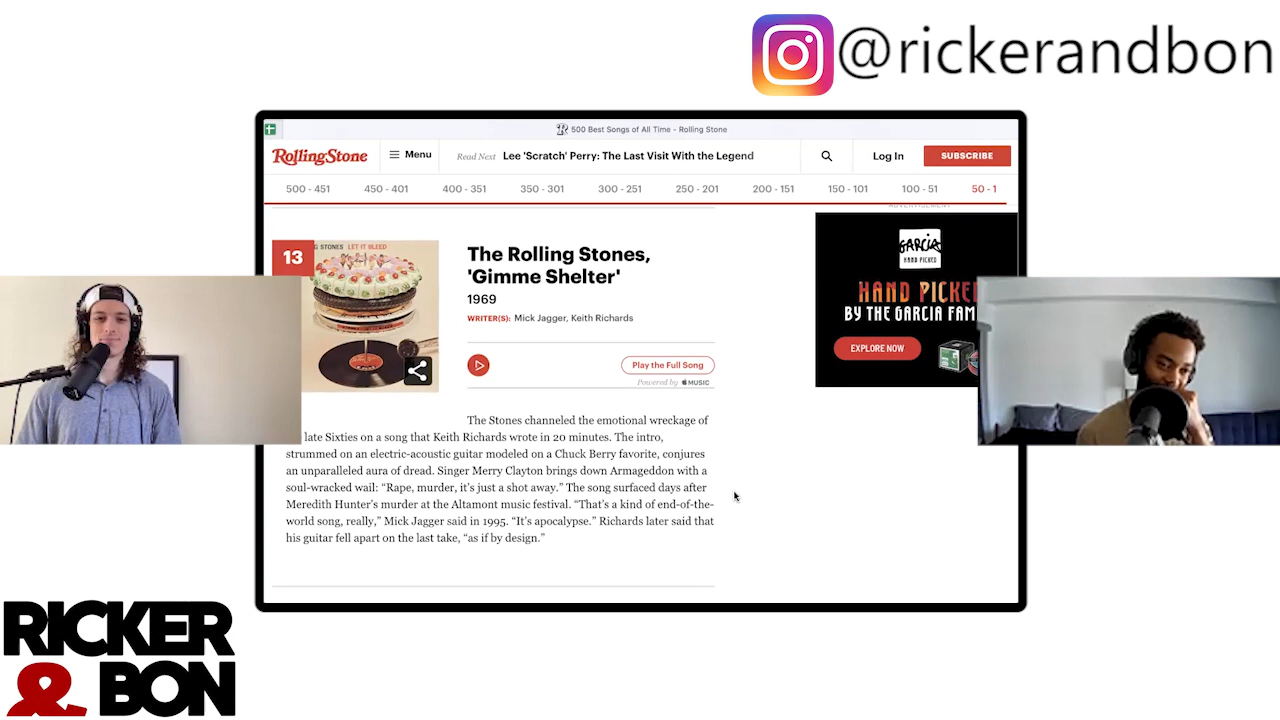 @rickerandbon
500 Best Songs of All Time - Rolling Stone
RollingStone
Menu
Read Next Lee 'Scratch' Perry: The Last Visit With the Legend
Log In
SUBSCRIBE
500 - 451 450 - 401 400 - 351 350 - 301 300 - 251 250 - 201 200 - 151 150 - 101 100 - 51 50 - 1
ADVERTISEMENT
13
G STONES LET IT BLEED
The Rolling Stones,
'Gimme Shelter'
1969
WRITER(S): Mick Jagger, Keith Richards
Play the Full Song
Powered by MUSIC
GARCIA
HAND PICKED
HAND PICKE
BY THE GARCIA FAM
EXPLORE NOW
The Stones channeled the emotional wreckage of
late Sixties on a song that Keith Richards wrote in 20 minutes. The intro,
strummed on an electric-acoustic guitar modeled on a Chuck Berry favorite, conjures
an unparalleled aura of dread. Singer Merry Clayton brings down Armageddon with a
soul-wracked wail: “Rape, murder, it’s just a shot away.” The song surfaced days after
Meredith Hunter’s murder at the Altamont music festival. “That’s a kind of end-of-the-
world song, really,” Mick Jagger said in 1995. “It’s apocalypse.” Richards later said that
his guitar fell apart on the last take, “as if by design.”
RICKER
& BON